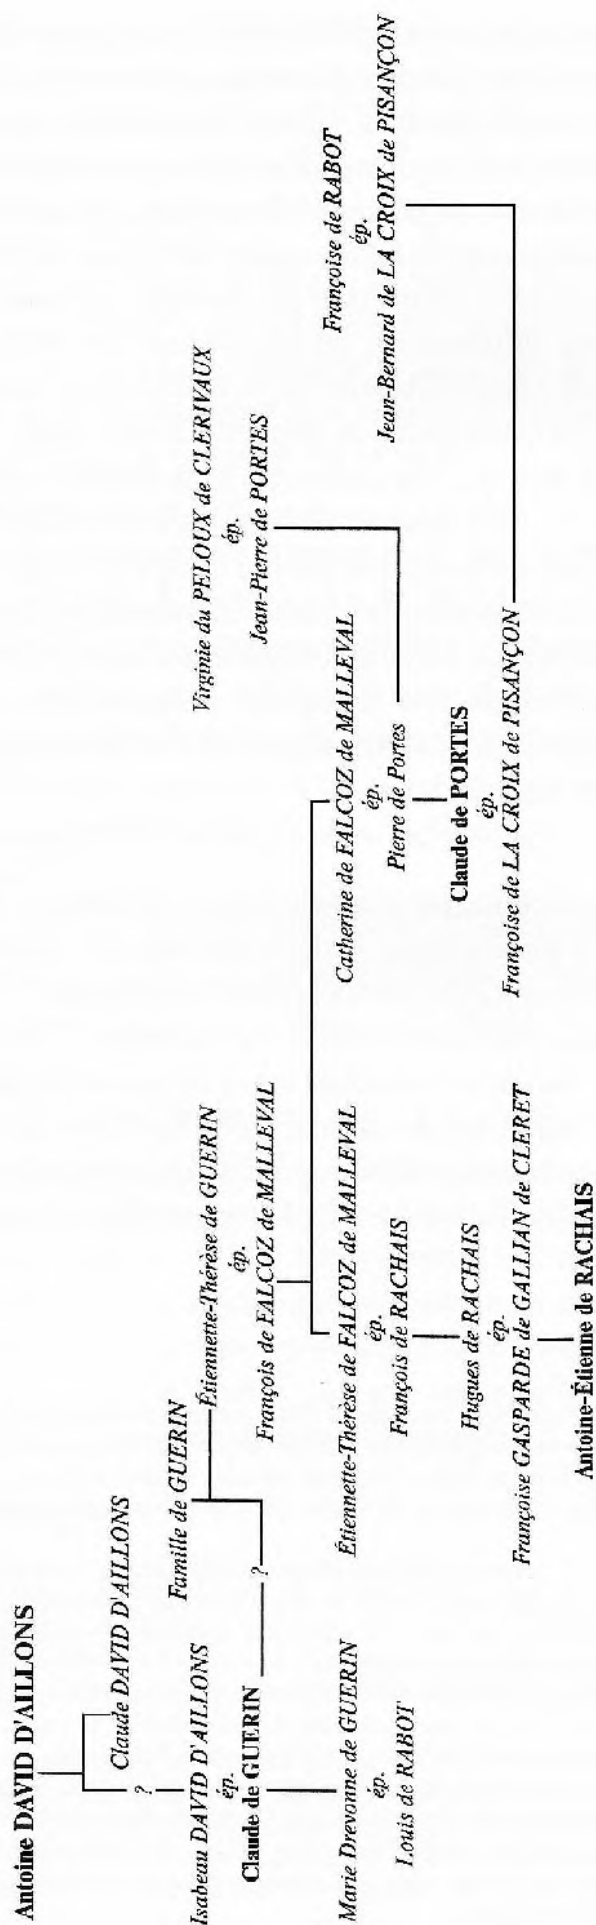 Antoine DAVID D'AILLONS
Claude DAVID D'AILLONS
?
Isabeau DAVID D'AILLONS
ép.
Claude de GUERIN
?
Famille de GUERIN
Étiennette-Thérèse de GUERIN
ép.
François de FALCOZ de MALLEVAL
Virginie du PELOUX de CLERIVAUX
ép.
Jean-Pierre de PORTES
Marie Drevonne de GUERIN
ép.
Louis de RABOT
Étiennette-Thérèse de FALCOZ de MALLEVAL
ép.
François de RACHAIS
Hugues de RACHAIS
ép.
Françoise GASPARDE de GALLIAN de CLERET
Antoine-Étienne de RACHAIS
Catherine de FALCOZ de MALLEVAL
ép.
Pierre de Portes
Claude de PORTES
ép.
Françoise de LA CROIX de PISANÇON
Françoise de RABOT
ép.
Jean-Bernard de LA CROIX de PISANÇON